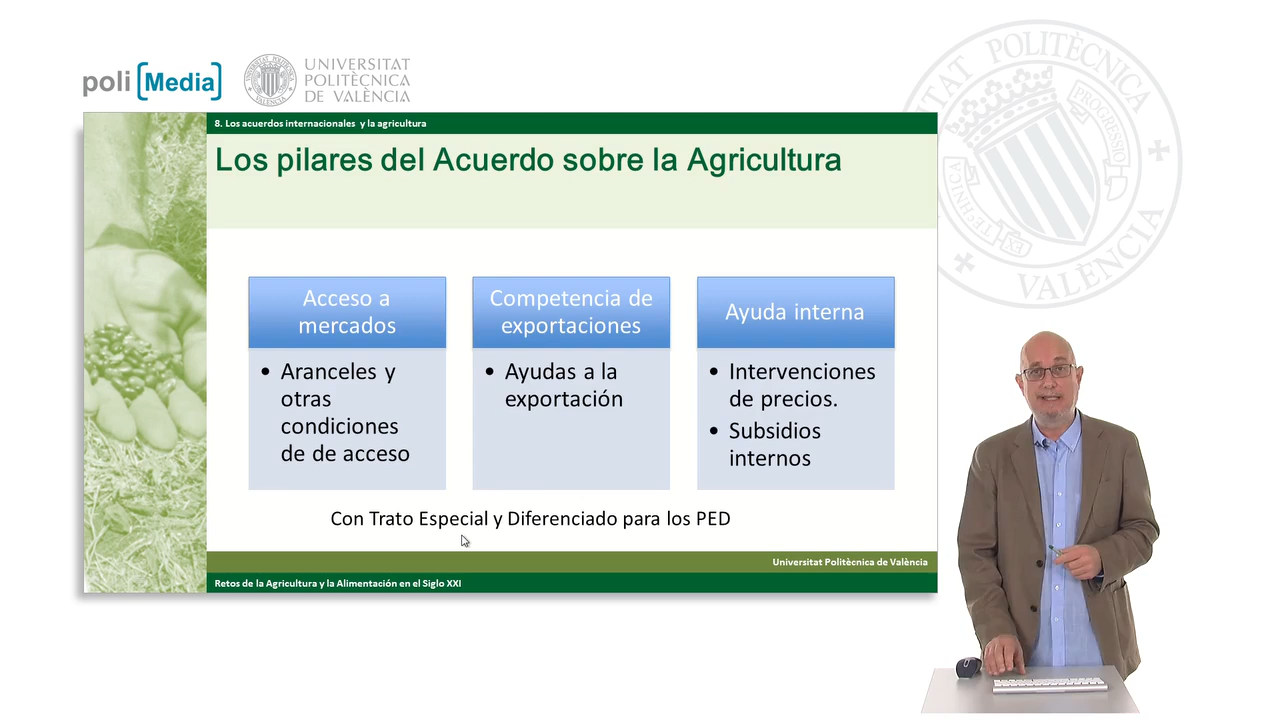 poli [Media]
UNIVERSITAT
POLITÈCNICA
DE VALÈNCIA
8. Los acuerdos internacionales y la agricultura
Los pilares del Acuerdo sobre la Agricultura
Acceso a
mercados
• Aranceles y
otras
condiciones
de de acceso
Competencia de
exportaciones
• Ayudas a la
exportación
Ayuda interna
• Intervenciones
de precios.
• Subsidios
internos
Con Trato Especial y Diferenciado para los PED
Universitat Politècnica de València
Retos de la Agricultura y la Alimentación en el Siglo XXI
POLITÈCNICA
VALÈNCIA
PROGRESSIO